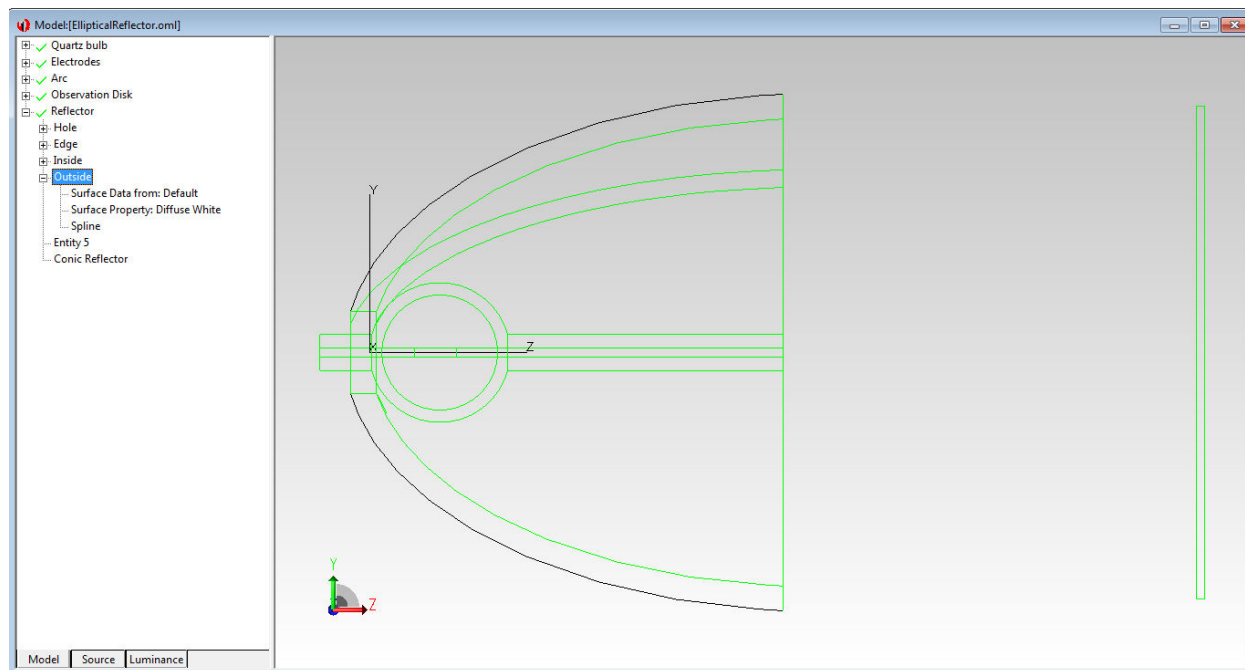 Model:[EllipticalReflector.oml]
Quartz bulb
Electrodes
Arc
Observation Disk
Reflector
Hole
Edge
Inside
Outside
Surface Data from: Default
Surface Property: Diffuse White
Spline
Entity 5
Conic Reflector
Y
X
Z
Y
Z
Model Source Luminance